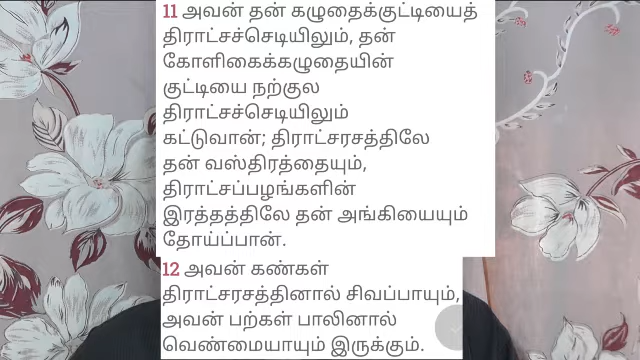 11 அவன் தன் கழுதைக்குட்டியைத்
திராட்சச்செடியிலும், தன்
கோளிகைக்கழுதையின்
குட்டியை நற்குல
திராட்சச்செடியிலும்
கட்டுவான்; திராட்சரசத்திலே
தன் வஸ்திரத்தையும்,
திராட்சப்பழங்களின்
இரத்தத்திலே தன் அங்கியையும்
தோய்ப்பான்.
12 அவன் கண்கள்
திராட்சரசத்தினால் சிவப்பாயும்,
அவன் பற்கள் பாலினால்
வெண்மையாயும் இருக்கும்.